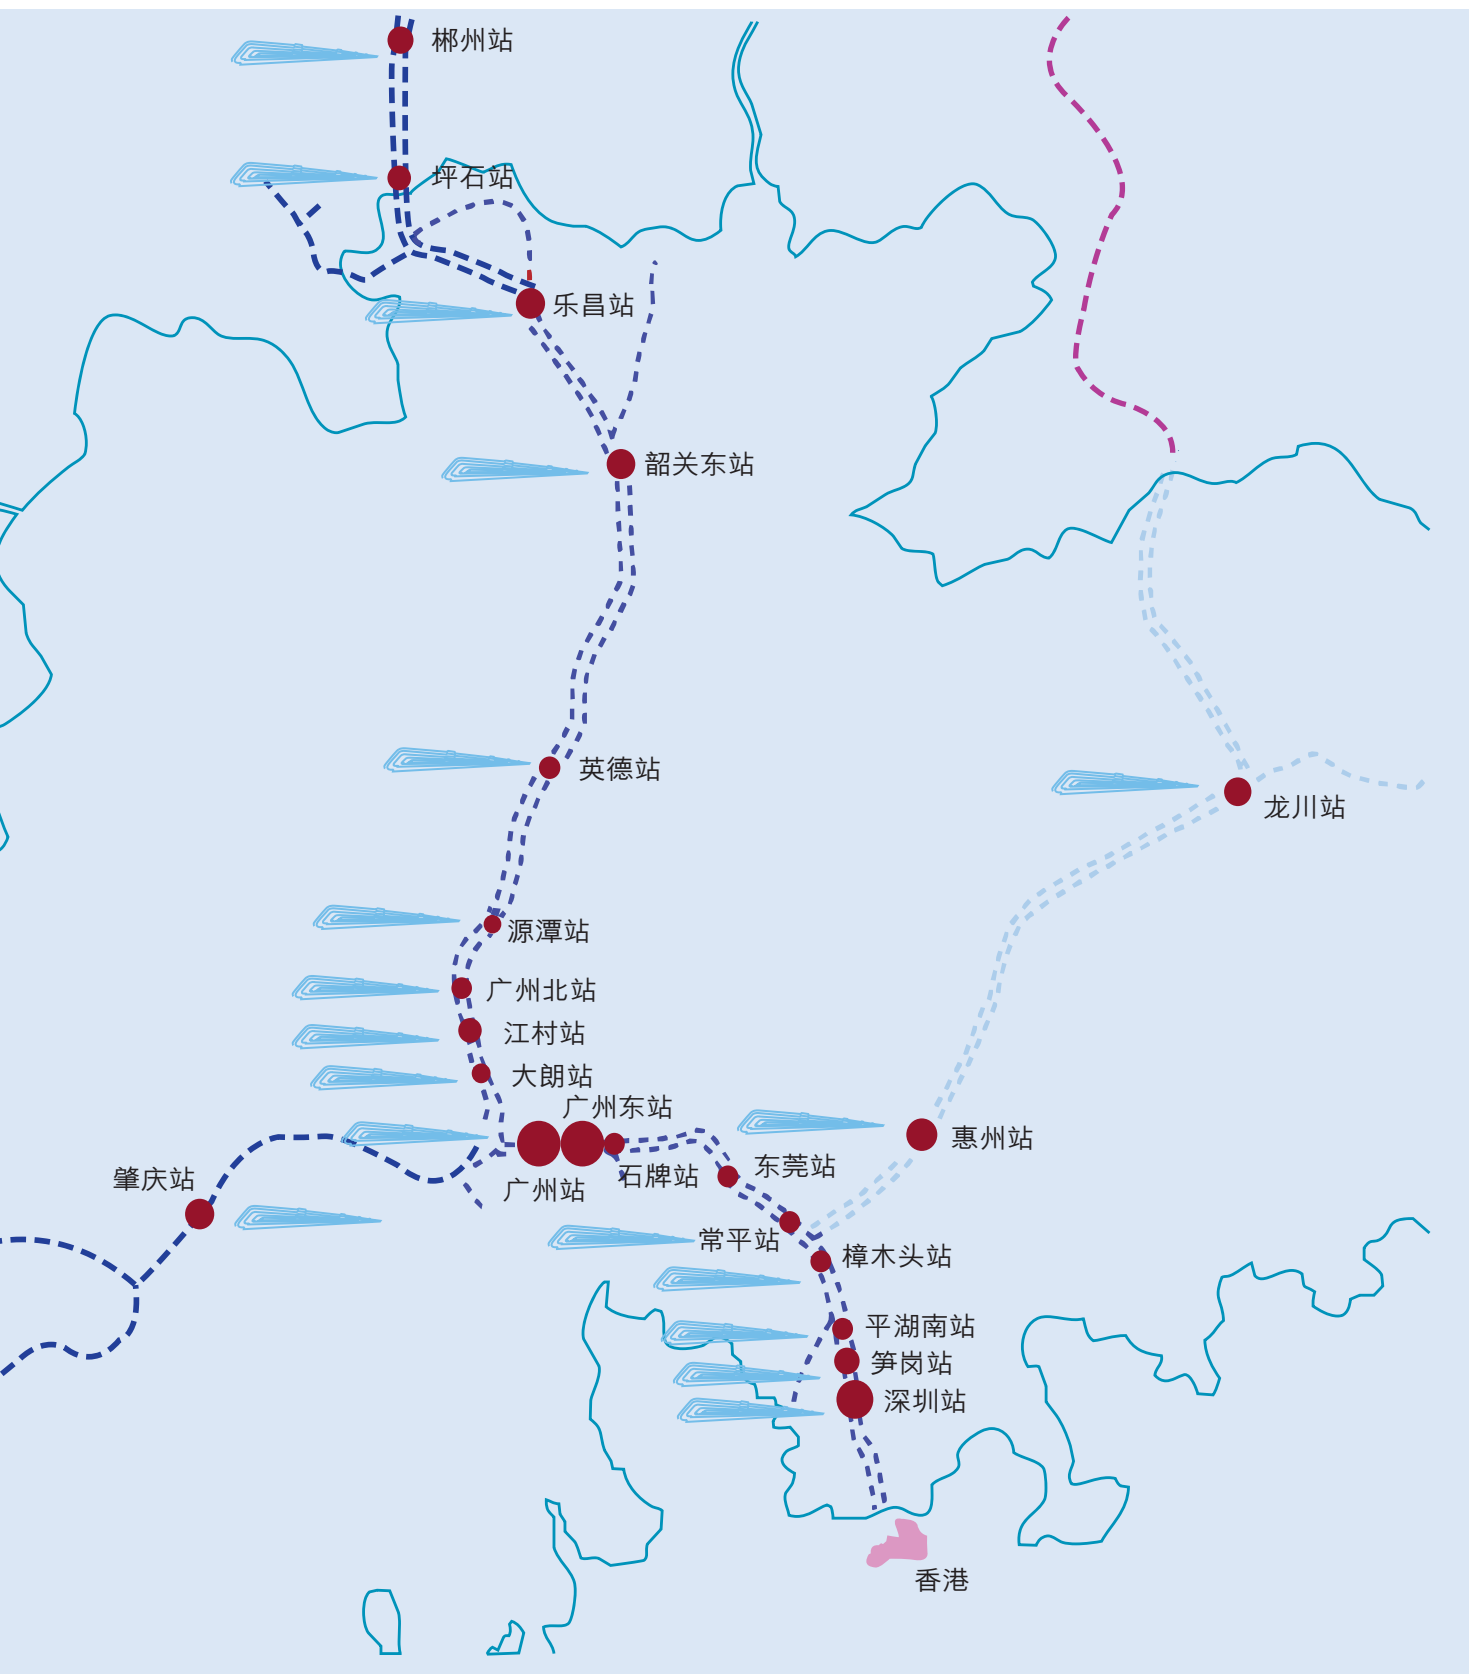 郴州站
坪石站
乐昌站
韶关东站
英德站
龙川站
源潭站
广州北站
江村站
大朗站
广州东站
惠州站
东莞站
石牌站
肇庆站
广州站
常平站
樟木头站
平湖南站
笋岗站
深圳站
香港